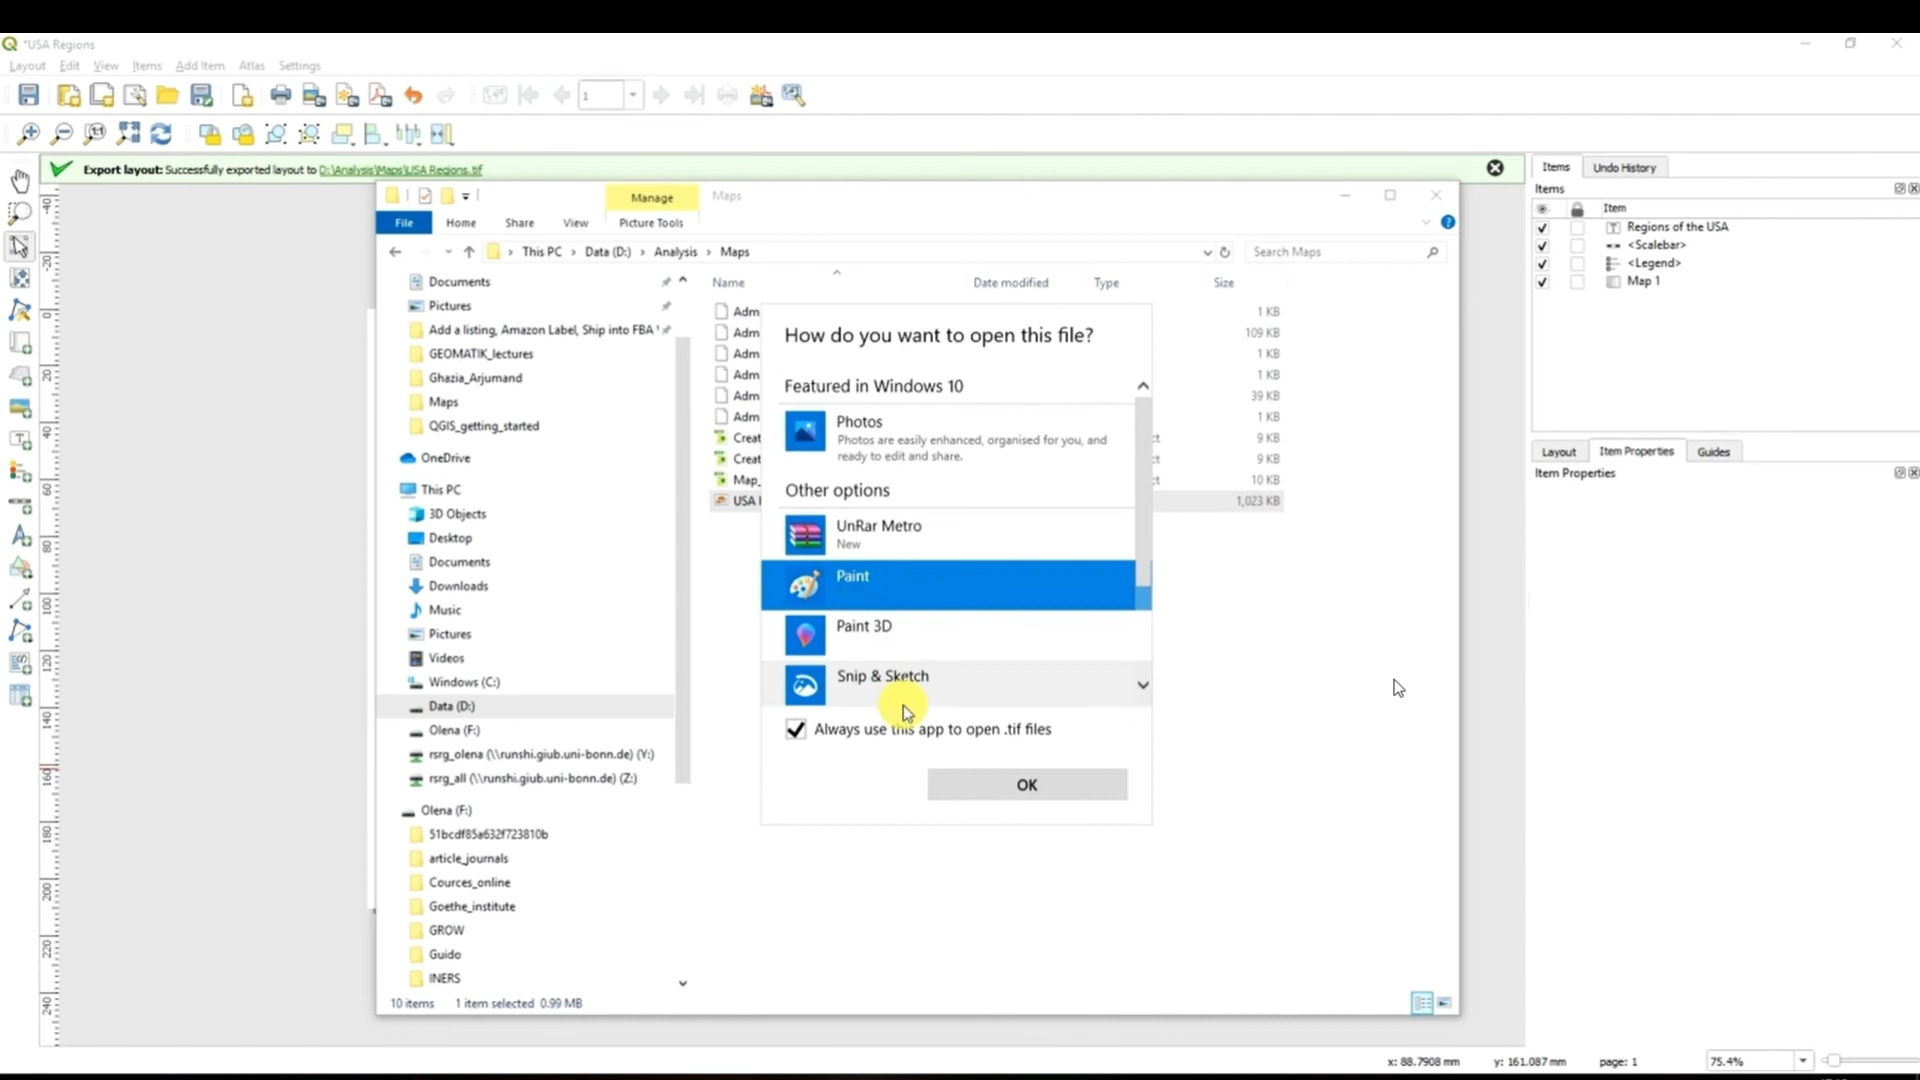 *USA Regions
Layout Edit View Items Add Item Atlas Settings
1
Export layout: Successfully exported layout to D:\Analysis\Maps\USA Regions.tif
Items Undo History
Items
Item
Regions of the USA
<Scalebar>
<Legend>
Map 1
Layout Item Properties Guides
Item Properties
Manage Maps
File Home Share View Picture Tools
This PC Data (D:) Analysis Maps
Search Maps
Name Date modified Type Size
Documents
Pictures
Add a listing, Amazon Label, Ship into FBA
GEOMATIK_lectures
Ghazia_Arjumand
Maps
QGIS_getting_started
OneDrive
This PC
3D Objects
Desktop
Documents
Downloads
Music
Pictures
Videos
Windows (C:)
Data (D:)
Olena (F:)
rsrg_olena (\\runshi.giub.uni-bonn.de) (Y:)
rsrg_all (\\runshi.giub.uni-bonn.de) (Z:)
Olena (F:)
51bcdf85a632f723810b
article_journals
Cources_online
Goethe_institute
GROW
Guido
INERS
Adm 1 KB
Adm 109 KB
Adm 1 KB
Adm 1 KB
Adm 39 KB
Adm 1 KB
Creat ct 9 KB
Creat ct 9 KB
Map_ ct 10 KB
USA 1,023 KB
How do you want to open this file?
Featured in Windows 10
Photos
Photos are easily enhanced, organised for you, and
ready to edit and share.
Other options
UnRar Metro
New
Paint
Paint 3D
Snip & Sketch
Always use this app to open .tif files
OK
10 items 1 item selected 0.99 MB
x: 88.7908 mm y: 161.087 mm page: 1 75.4%